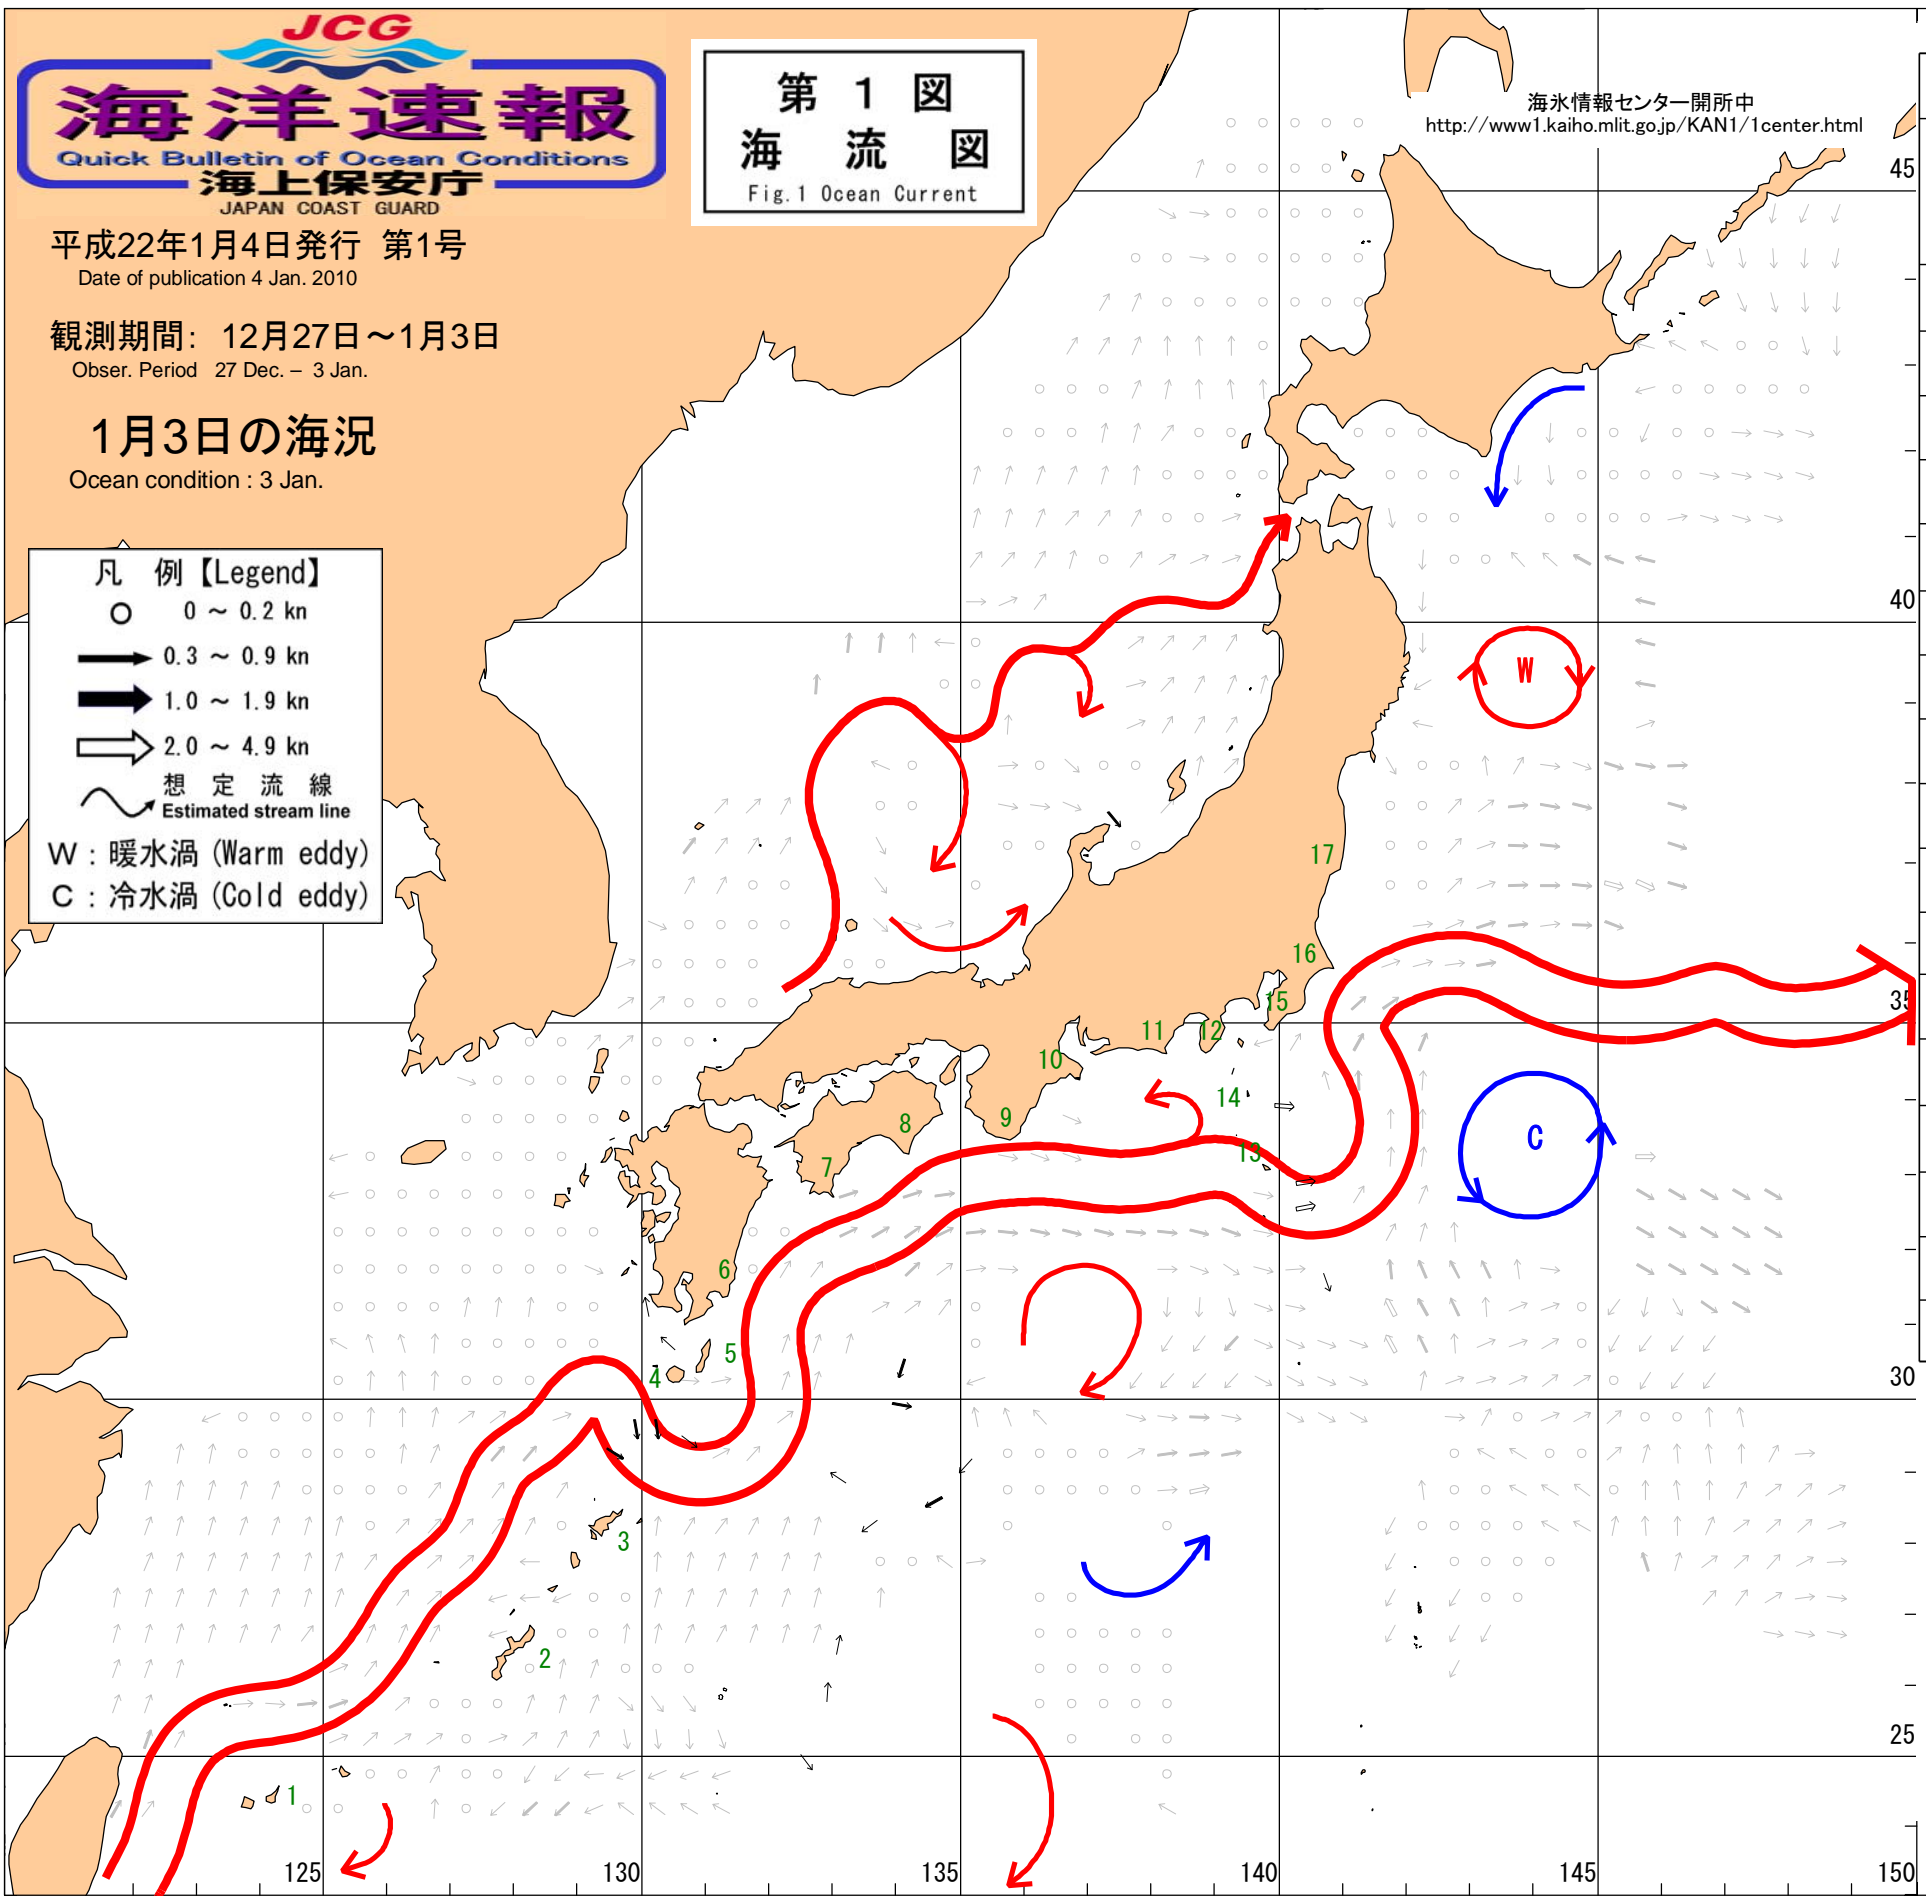 JCG
海洋速報
Quick Bulletin of Ocean Conditions
海上保安庁
JAPAN COAST GUARD
平成22年1月4日発行 第1号
Date of publication 4 Jan. 2010
観測期間: 12月27日～1月3日
Obser. Period 27 Dec. – 3 Jan.
1月3日の海況
Ocean condition : 3 Jan.
第 1 図
海 流 図
Fig.1 Ocean Current
海氷情報センター開所中
http://www1.kaiho.mlit.go.jp/KAN1/1center.html
凡 例【Legend】
0 ～ 0.2 kn
0.3 ～ 0.9 kn
1.0 ～ 1.9 kn
2.0 ～ 4.9 kn
想 定 流 線
Estimated stream line
W : 暖水渦 (Warm eddy)
C : 冷水渦 (Cold eddy)
45
40
W
17
16
15
35
11
12
10
14
9
8
C
13
7
6
5
4
30
3
2
25
1
125
130
135
140
145
150